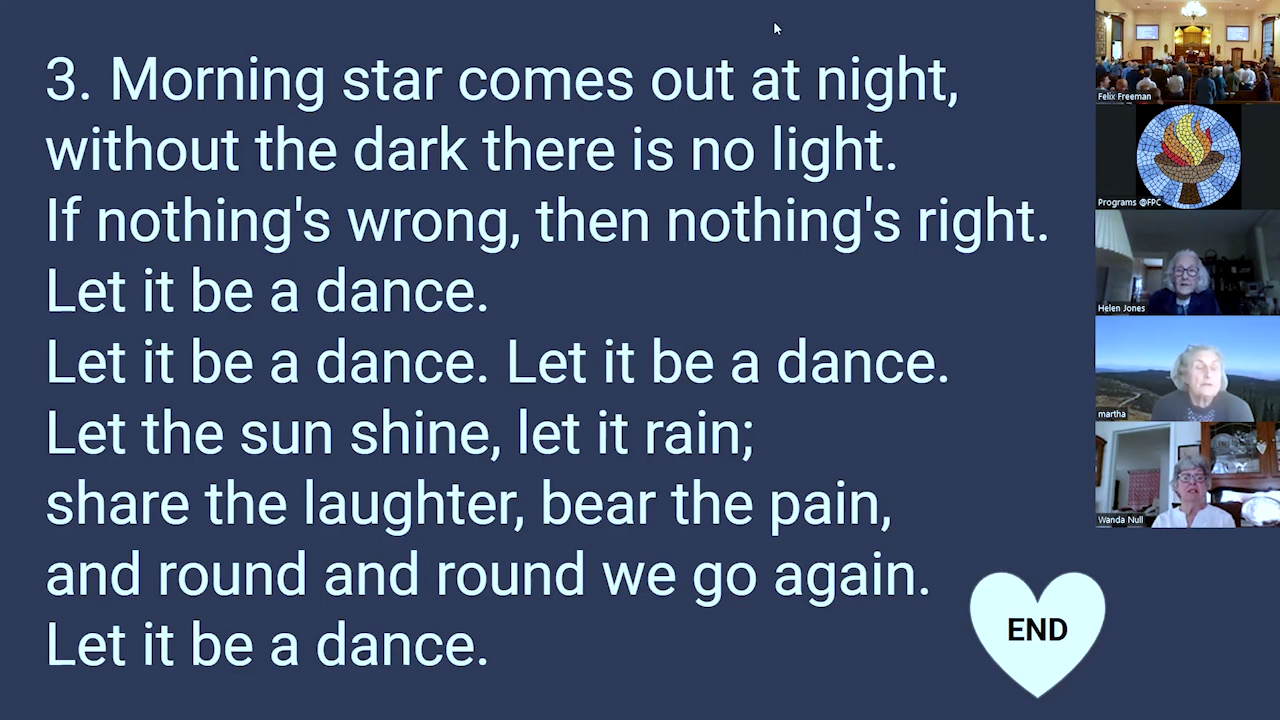 3. Morning star comes out at night,
without the dark there is no light.
If nothing's wrong, then nothing's right.
Let it be a dance.
Let it be a dance. Let it be a dance.
Let the sun shine, let it rain;
share the laughter, bear the pain,
and round and round we go again.
Let it be a dance.
END
Felix Freeman
Programs @FPC
Helen Jones
martha
Wanda Null